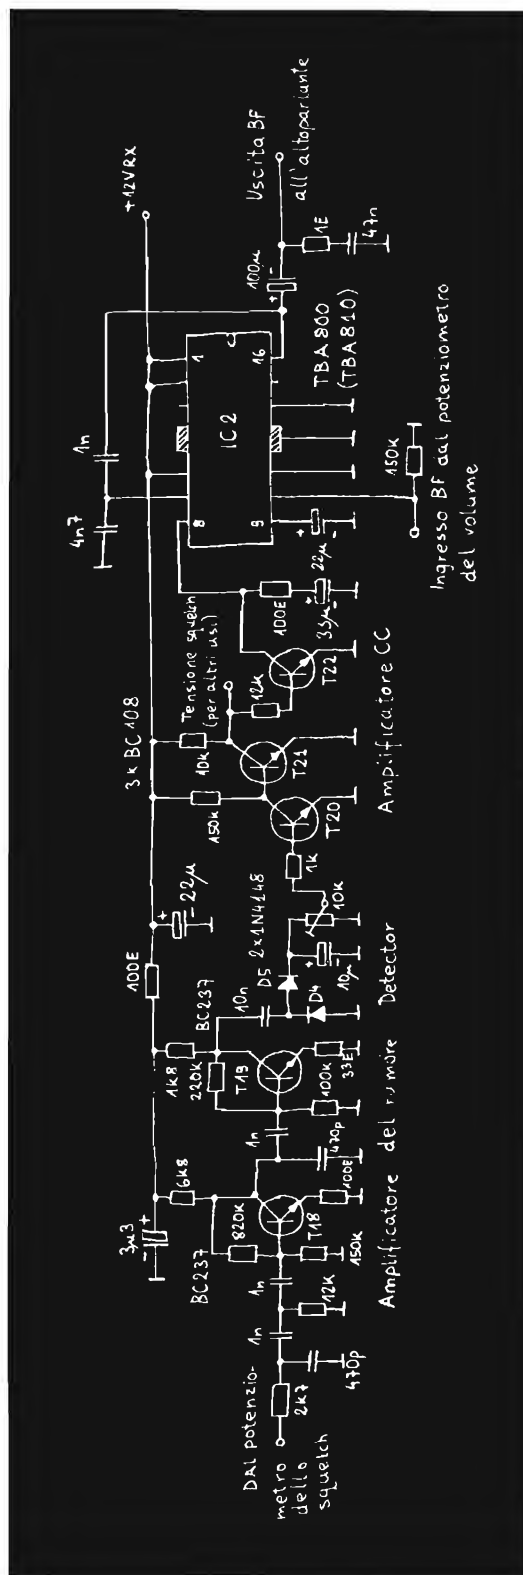 DAL potenzio-
metro
dello
squelch
2k7
470p
1n
12k
1n
BC237
820k
6k8
3µ3
- +
T18
150k
100E
470p
1n
1k8
220k
BC237
T19
100k
33E
10n
D5
D4
2x1N4148
10µ
+
-
10k
100E
+
- 22µ
1k
T20
150k
3x BC108
10k
T21
Tensione squelch
(per altri usi)
12k
T22
100E
33µ
+
-
22µ
+
-
4n7
1n
8
9
IC2
1
16
TBA800
(TBA810)
+12VRX
100µ
+ -
1E
47n
Uscita BF
all'altoparlante
150k
Ingresso BF dal potenziometro
del volume
Amplificatore del rumore
Detector
Amplificatore CC